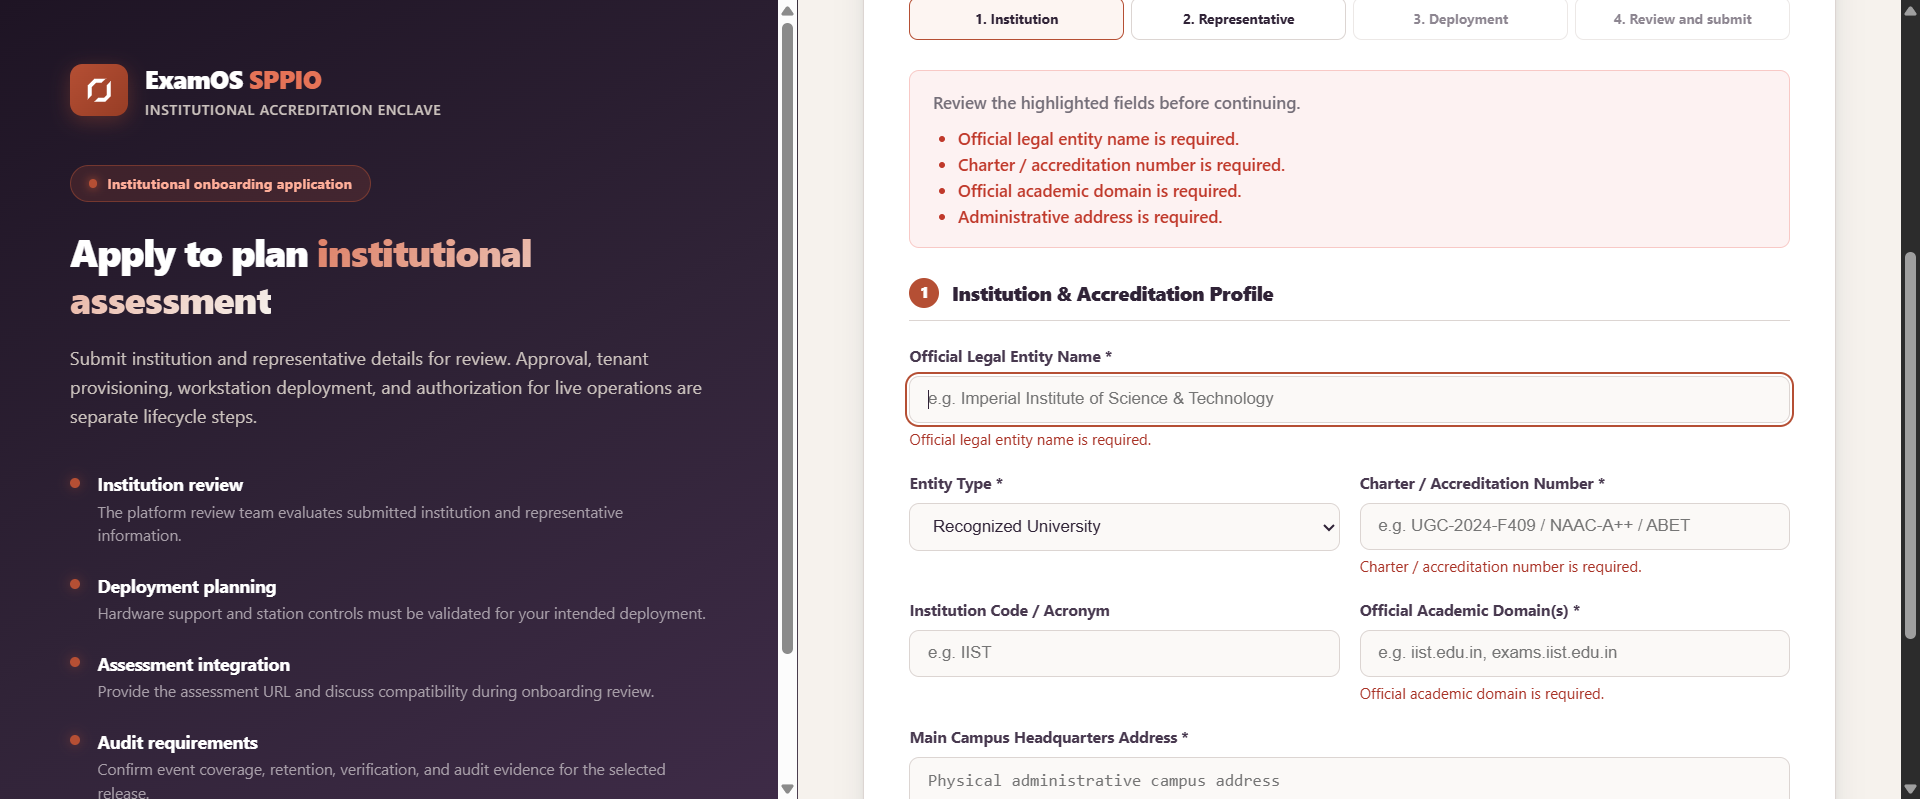 ExamOS SPPIO
INSTITUTIONAL ACCREDITATION ENCLAVE
Institutional onboarding application
Apply to plan institutional
assessment
Submit institution and representative details for review. Approval, tenant
provisioning, workstation deployment, and authorization for live operations are
separate lifecycle steps.
Institution review
The platform review team evaluates submitted institution and representative
information.
Deployment planning
Hardware support and station controls must be validated for your intended deployment.
Assessment integration
Provide the assessment URL and discuss compatibility during onboarding review.
Audit requirements
Confirm event coverage, retention, verification, and audit evidence for the selected
release.
1. Institution
2. Representative
3. Deployment
4. Review and submit
Review the highlighted fields before continuing.
• Official legal entity name is required.
• Charter / accreditation number is required.
• Official academic domain is required.
• Administrative address is required.
1 Institution & Accreditation Profile
Official Legal Entity Name *
e.g. Imperial Institute of Science & Technology
Official legal entity name is required.
Entity Type *
Recognized University
Charter / Accreditation Number *
e.g. UGC-2024-F409 / NAAC-A++ / ABET
Charter / accreditation number is required.
Institution Code / Acronym
e.g. IIST
Official Academic Domain(s) *
e.g. iist.edu.in, exams.iist.edu.in
Official academic domain is required.
Main Campus Headquarters Address *
Physical administrative campus address